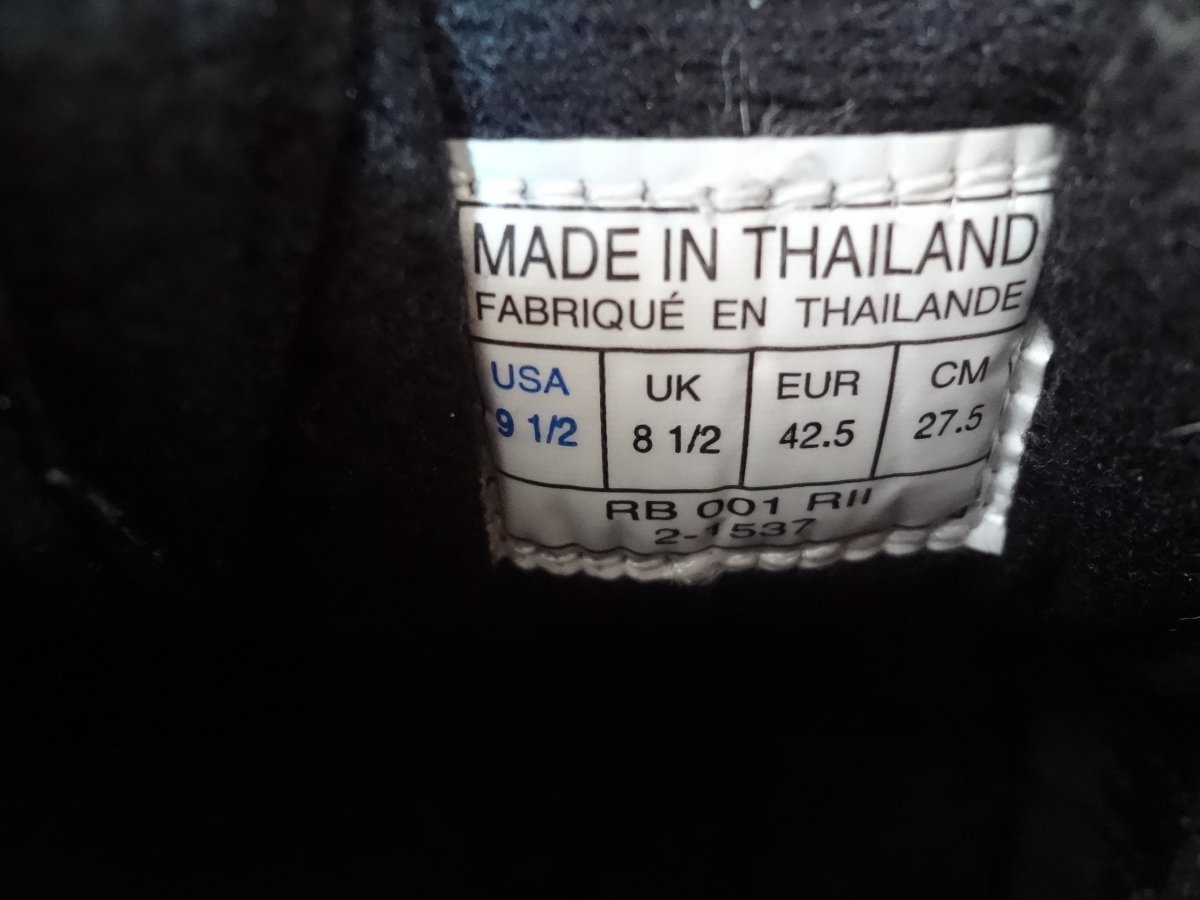 MADE IN THAILAND
FABRIQUÉ EN THAILANDE
USA UK EUR CM
9 1/2 8 1/2 42.5 27.5
RB 001 RII
2-1537